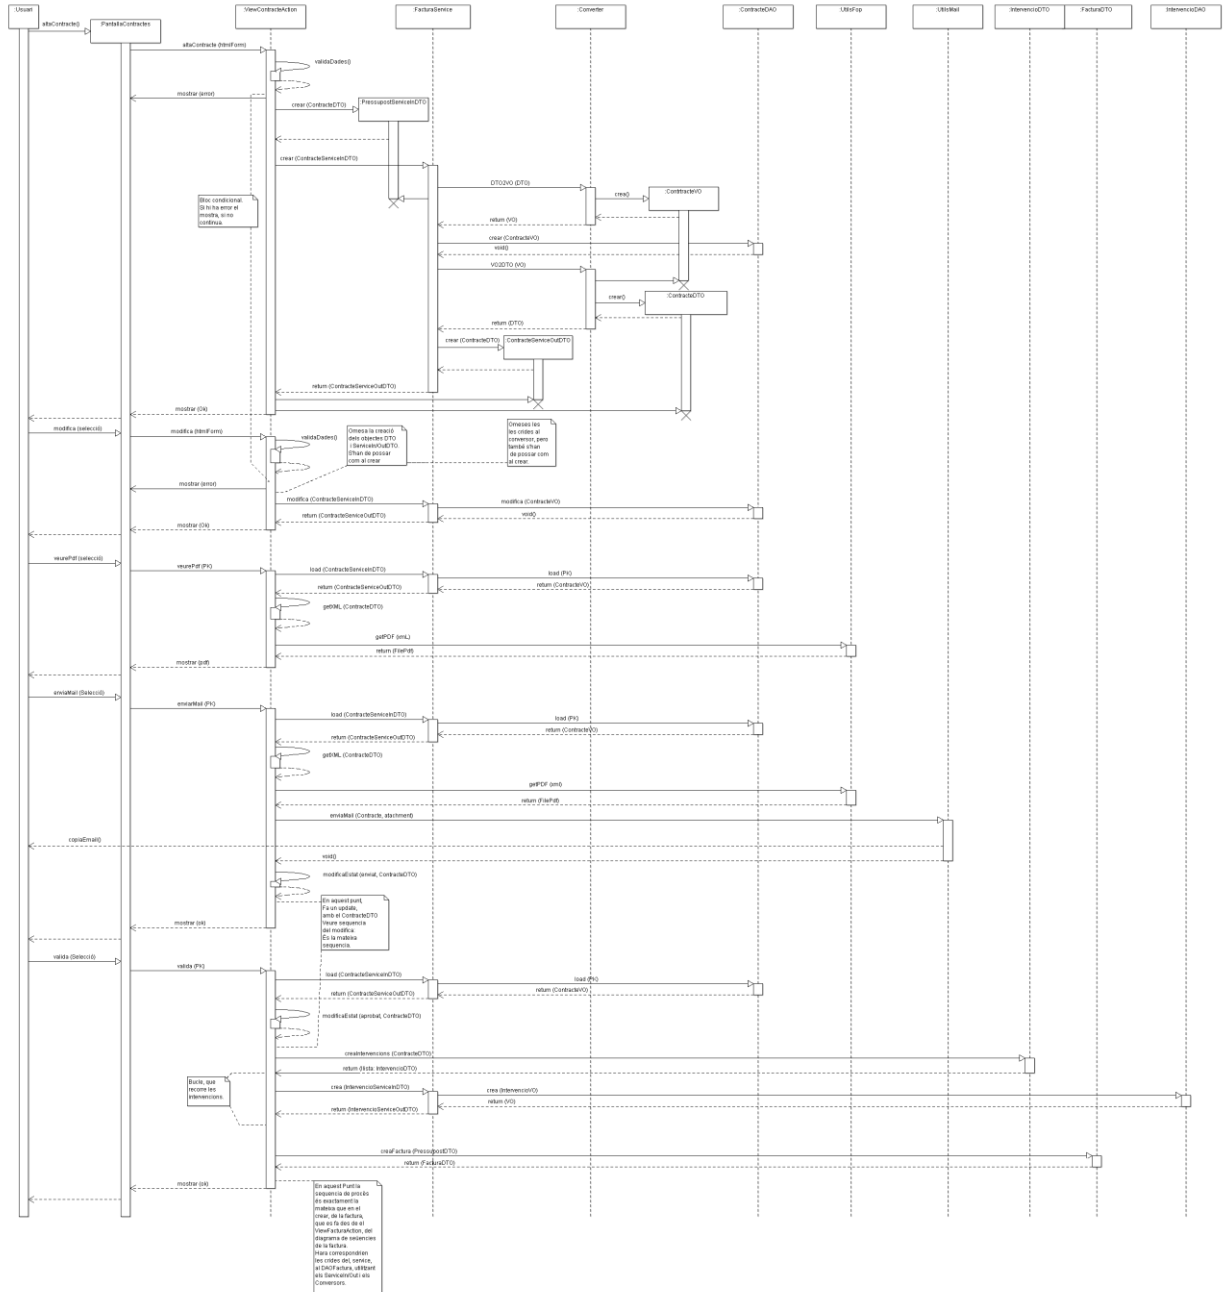 :Usuari
:ViewContracteAction
:FacturaService
:Converter
:ContracteDAO
:UtilsFop
:UtilsMail
:IntervencioDTO
:FacturaDTO
:IntervencioDAO
altaContracte()
:PantallaContractes
altaContracte (htmlForm)
validaDades()
mostrar (error)
crear (ContracteDTO)
PressupostServiceInDTO
crear (ContracteServiceInDTO)
DTO2VO (DTO)
crea()
:ContrtracteVO
Bloc condicional.
Si hi ha error el
mostra, si no
continua.
return (VO)
crear (ContracteVO)
void()
VO2DTO (VO)
crear()
:ContracteDTO
return (DTO)
crear (ContracteDTO)
ContracteServiceOutDTO
return (ContracteServiceOutDTO)
mostrar (Ok)
modifica (selecció)
modifica (htmlForm)
validaDades()
Omesa la creació
dels objectes DTO
i ServiceIn/OutDTO.
S'han de possar
com al crear
Omeses les
les crides al
conversor, pero
també s'han
de possar com
al crear.
mostrar (error)
modifica (ContracteServiceInDTO)
modifica (ContracteVO)
return (ContracteServiceOutDTO)
void()
mostrar (Ok)
veurePdf (selecció)
veurePdf (PK)
load (ContracteServiceInDTO)
load (PK)
return (ContracteServiceOutDTO)
return (ContracteVO)
getXML (ContracteDTO)
getPDF (xmL)
return (FilePdf)
mostrar (pdf)
enviaMail (Selecció)
enviarMail (PK)
load (ContracteServiceInDTO)
load (PK)
return (ContracteServiceOutDTO)
return (ContracteVO)
getXML (ContracteDTO)
getPDF (xml)
return (FilePdf)
enviaMail (Contracte, atachment)
copiaEmail()
void()
modificaEstat (enviat, ContracteDTO)
En aquest punt,
Fa un update,
amb el ContracteDTO
Veure sequencia
del modifica.
És la mateixa
sequencia.
mostrar (ok)
valida (Selecció)
valida (PK)
load (ContracteServiceInDTO)
load (PK)
return (ContracteServiceOutDTO)
return (ContracteVO)
modificaEstat (aprobat, ContracteDTO)
creaIntervencions (ContracteDTO)
return (llista: IntervencioDTO)
Bucle, que
recorre les
intervencions.
crea (IntervencioServiceInDTO)
crea (IntervencioVO)
return (VO)
return (IntervencioServiceOutDTO)
creaFactura (PressupostDTO)
return (FacturaDTO)
mostrar (ok)
En aquest Punt la
sequencia de procès
és exactament la
mateixa que en el
crear, de la factura,
que es fa des de el
ViewFacturaAction, del
diagrama de seüencies
de la factura.
Hara correspondrien
les crides del, service,
al DAOFactura, utilitzant
els ServiceIn/Out i els
Conversors.